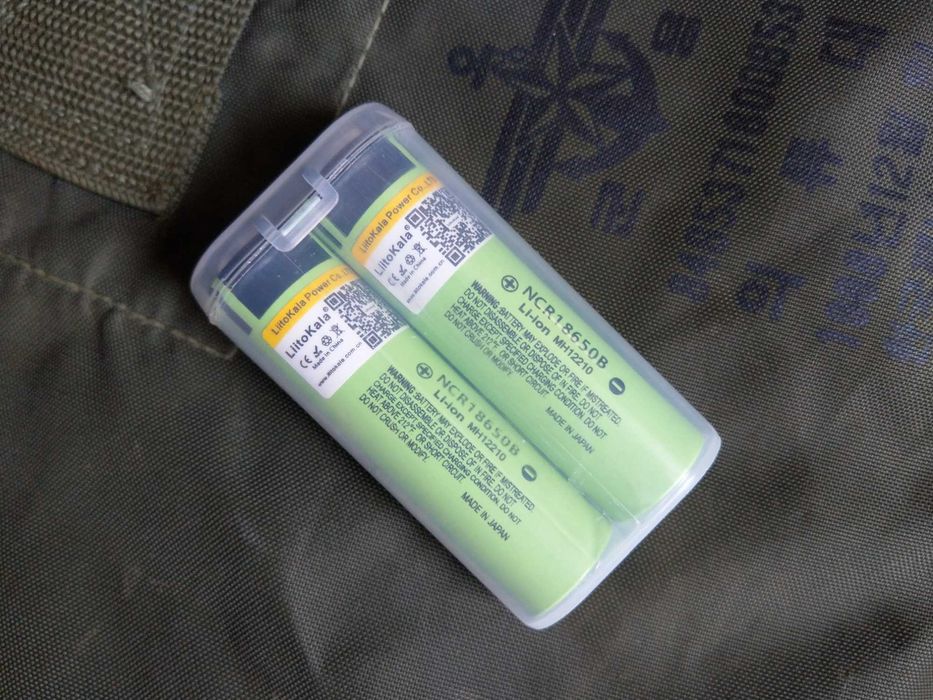 LiitoKala Power Co.,LTD
LiitoKala®
CE
Made in China
www.liitokala.com.cn
NCR18650B
Li-ion MH12210
WARNING:BATTERY MAY EXPLODE OR FIRE IF MISTREATED.
DO NOT DISASSEMBLE OR DISPOSE OF IN FIRE. DO NOT
CHARGE EXCEPT SPECIFIED CHARGING CONDITION. DO NOT
HEAT ABOVE 212°F. OR SHORT CIRCUIT.
DO NOT CRUSH OR MODIFY.
MADE IN JAPAN
LiitoKala Power Co.,
LiitoKala®
CE
Made in China
www.liitokala.com.cn
NCR18650B
Li-ion MH12210
WARNING:BATTERY MAY EXPLODE OR FIRE IF MISTREATED.
DO NOT DISASSEMBLE OR DISPOSE OF IN FIRE. DO NOT
CHARGE EXCEPT SPECIFIED CHARGING CONDITION. DO NOT
HEAT ABOVE 212°F. OR SHORT CIRCUIT.
DO NOT CRUSH OR MODIFY.
MADE IN JAPAN